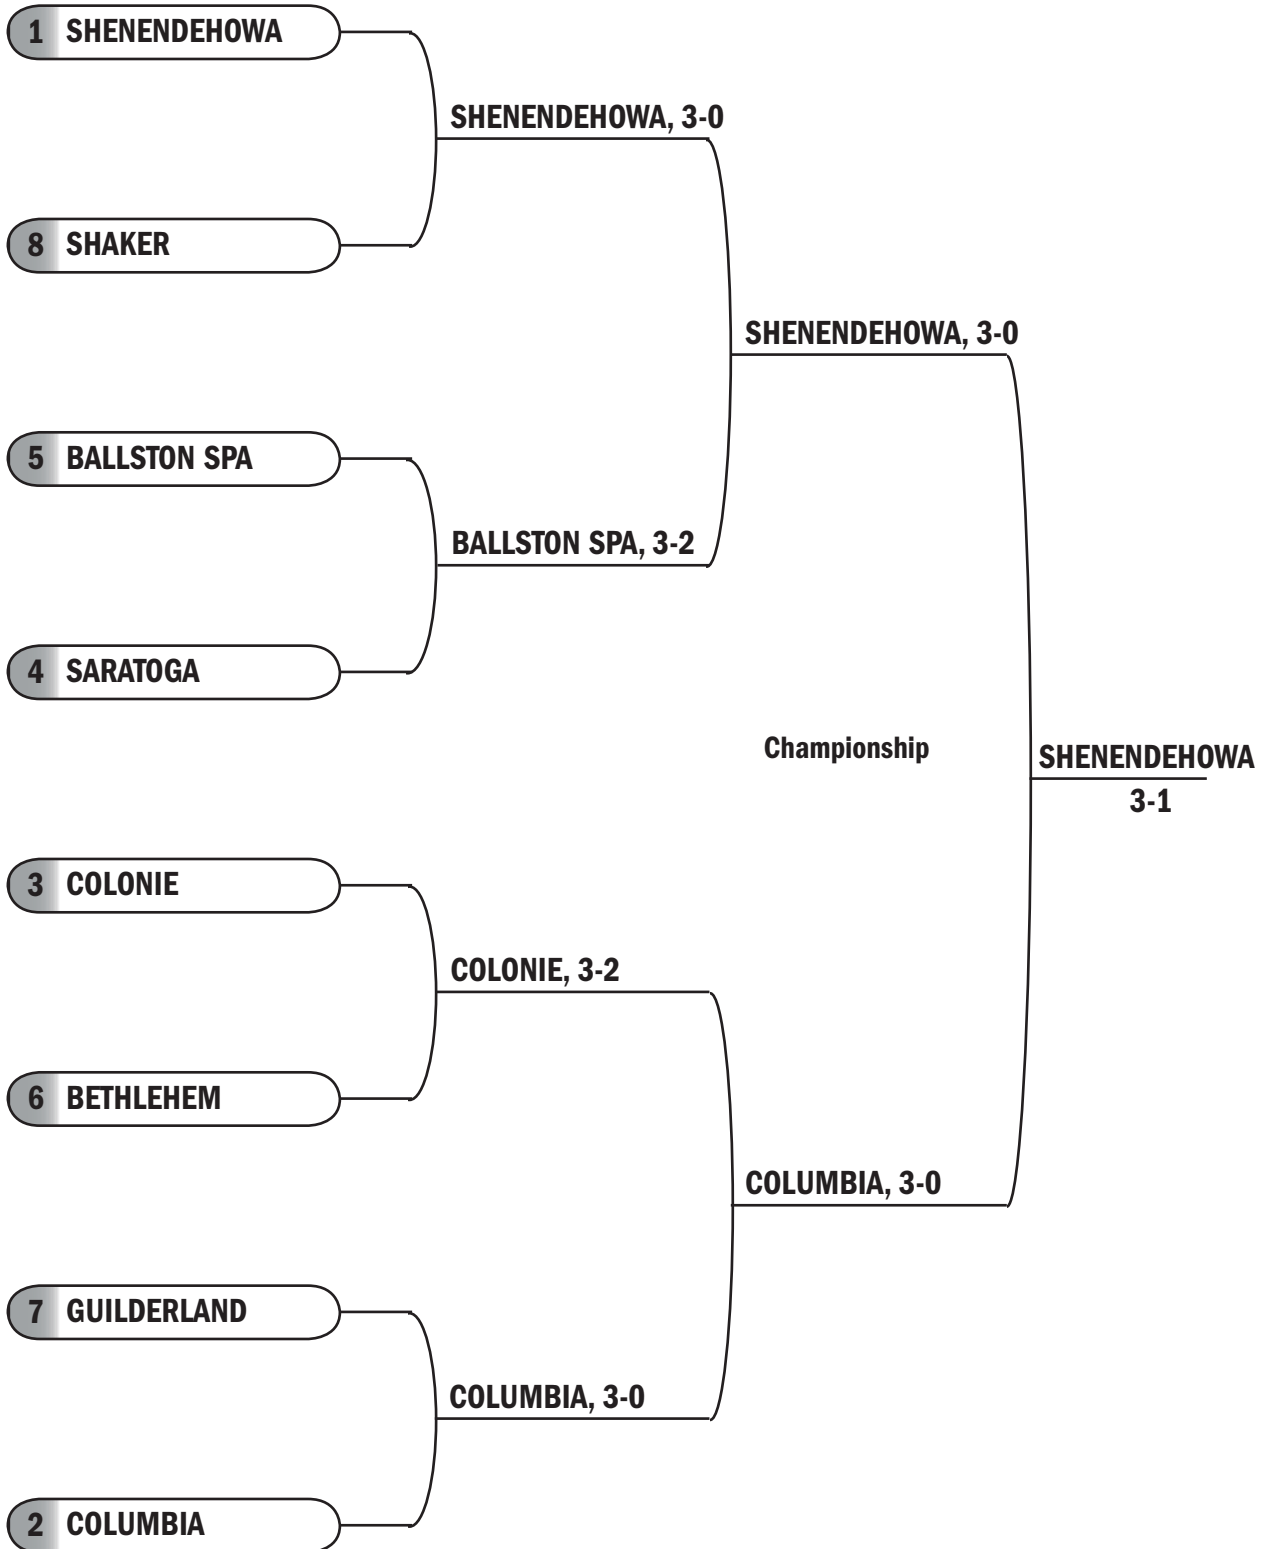 1 SHENENDEHOWA
SHENENDEHOWA, 3-0
8 SHAKER
SHENENDEHOWA, 3-0
5 BALLSTON SPA
BALLSTON SPA, 3-2
4 SARATOGA
Championship
SHENENDEHOWA
3-1
3 COLONIE
COLONIE, 3-2
6 BETHLEHEM
COLUMBIA, 3-0
7 GUILDERLAND
COLUMBIA, 3-0
2 COLUMBIA